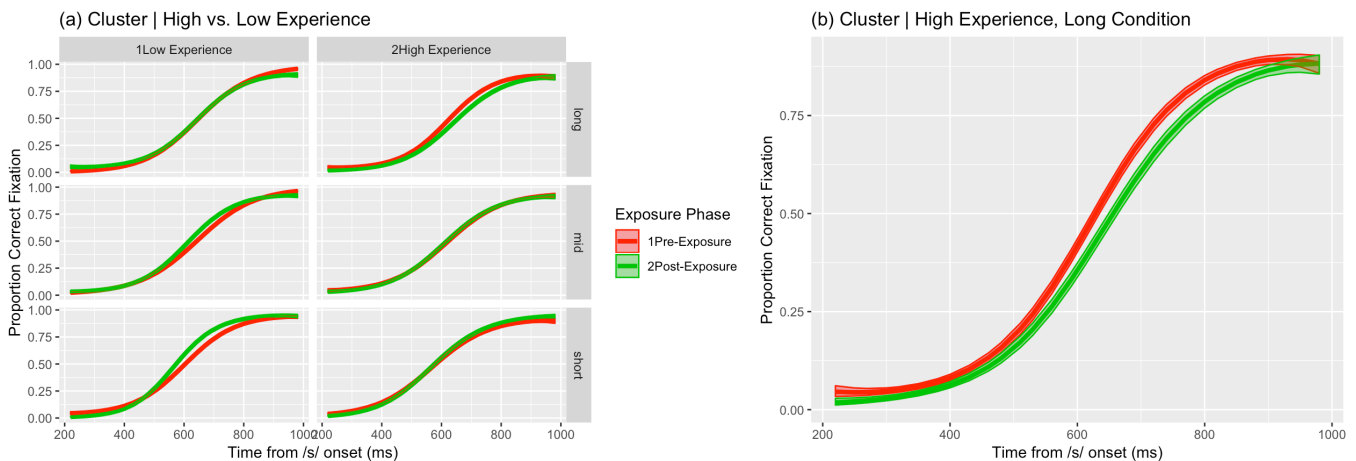 (a) Cluster | High vs. Low Experience
1Low Experience
2High Experience
Proportion Correct Fixation
1.00
0.75
0.50
0.25
0.00
long
1.00
0.75
0.50
0.25
0.00
mid
1.00
0.75
0.50
0.25
0.00
short
200 400 600 800 1000 200 400 600 800 1000
Time from /s/ onset (ms)
Exposure Phase
1Pre-Exposure
2Post-Exposure
(b) Cluster | High Experience, Long Condition
Proportion Correct Fixation
0.75
0.50
0.25
0.00
200 400 600 800 1000
Time from /s/ onset (ms)